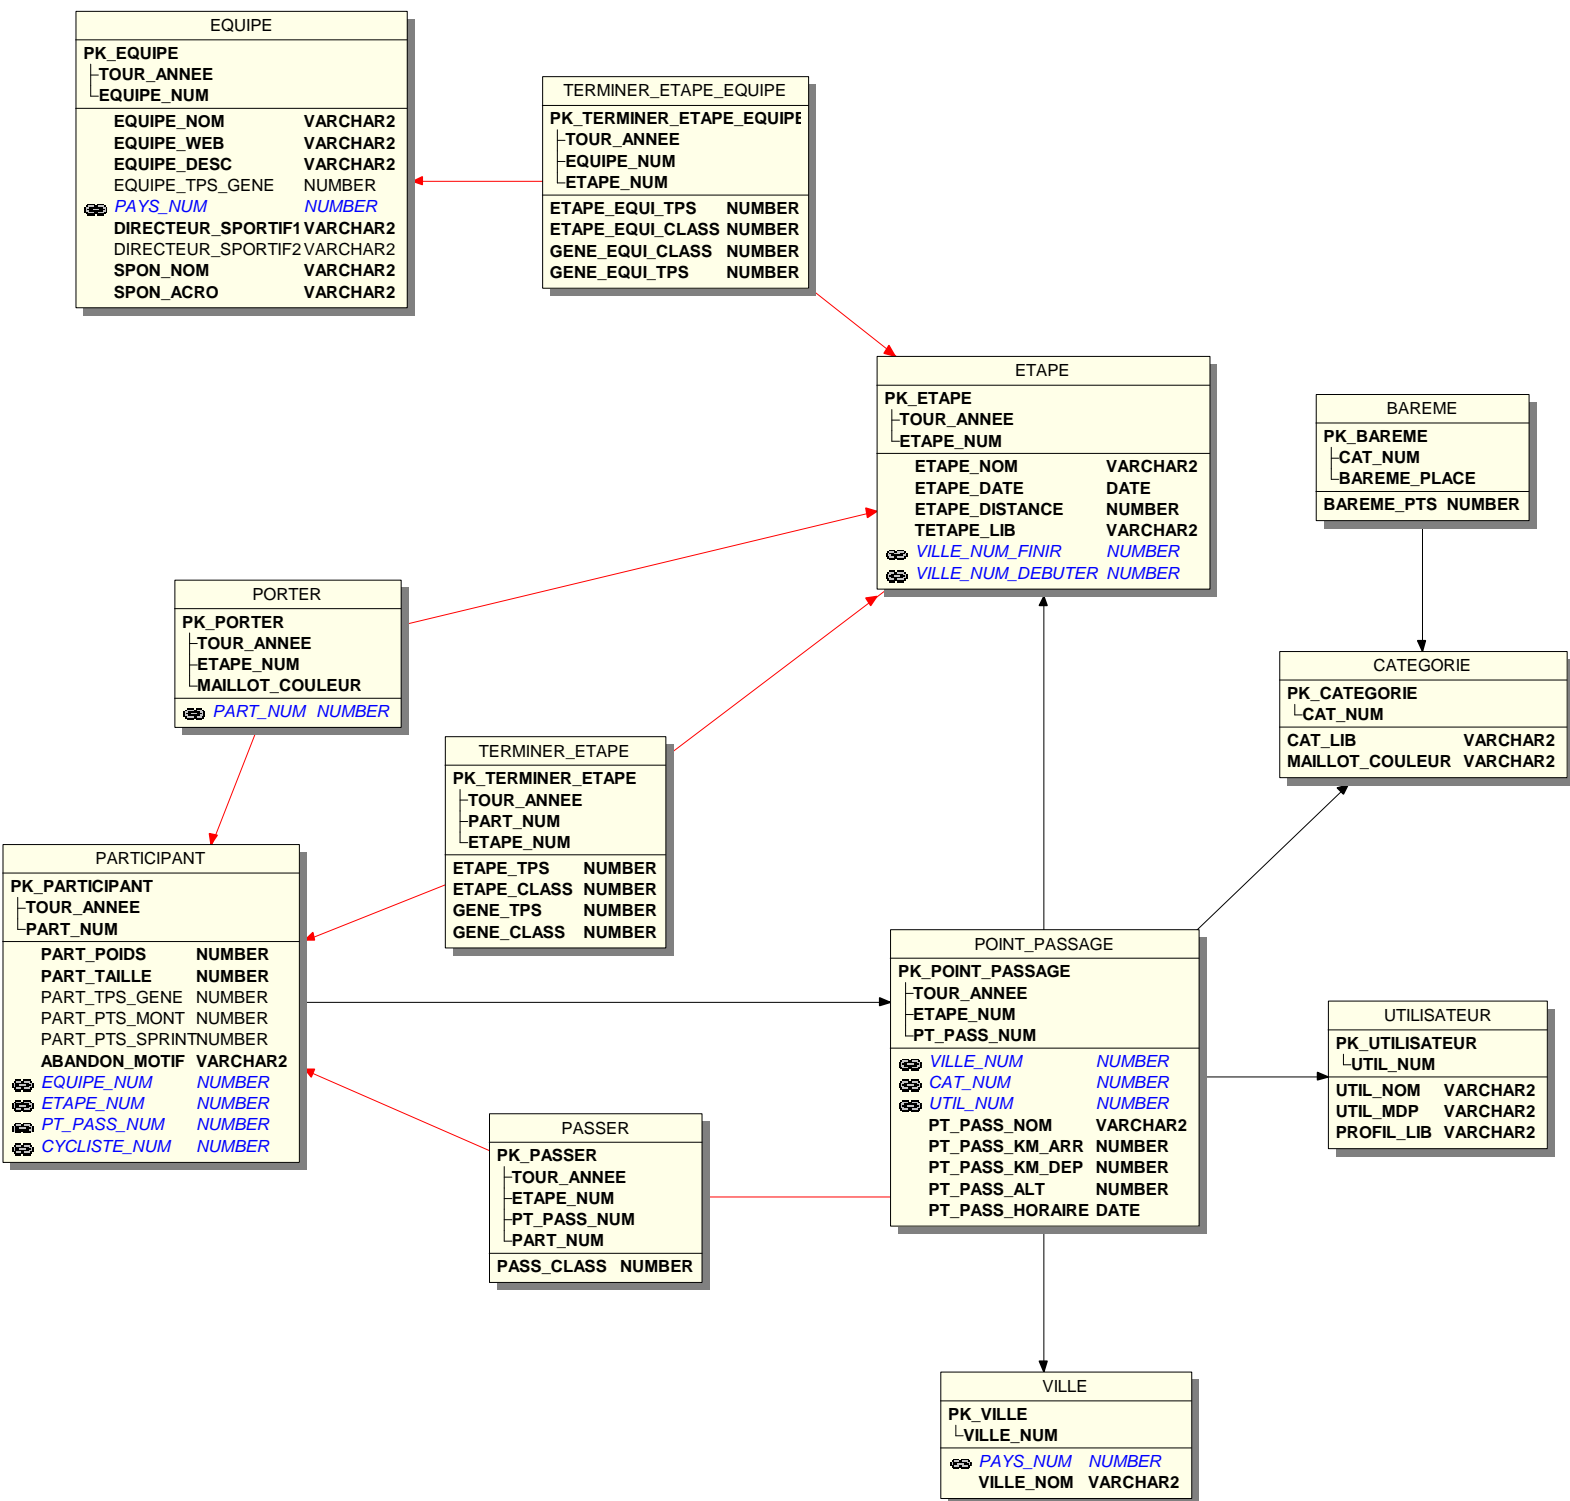 EQUIPE
PK_EQUIPE
TOUR_ANNEE
EQUIPE_NUM
EQUIPE_NOM VARCHAR2
EQUIPE_WEB VARCHAR2
EQUIPE_DESC VARCHAR2
EQUIPE_TPS_GENE NUMBER
PAYS_NUM NUMBER
DIRECTEUR_SPORTIF1 VARCHAR2
DIRECTEUR_SPORTIF2 VARCHAR2
SPON_NOM VARCHAR2
SPON_ACRO VARCHAR2
TERMINER_ETAPE_EQUIPE
PK_TERMINER_ETAPE_EQUIPE
TOUR_ANNEE
EQUIPE_NUM
ETAPE_NUM
ETAPE_EQUI_TPS NUMBER
ETAPE_EQUI_CLASS NUMBER
GENE_EQUI_CLASS NUMBER
GENE_EQUI_TPS NUMBER
ETAPE
PK_ETAPE
TOUR_ANNEE
ETAPE_NUM
ETAPE_NOM VARCHAR2
ETAPE_DATE DATE
ETAPE_DISTANCE NUMBER
TETAPE_LIB VARCHAR2
VILLE_NUM_FINIR NUMBER
VILLE_NUM_DEBUTER NUMBER
BAREME
PK_BAREME
CAT_NUM
BAREME_PLACE
BAREME_PTS NUMBER
PORTER
PK_PORTER
TOUR_ANNEE
ETAPE_NUM
MAILLOT_COULEUR
PART_NUM NUMBER
CATEGORIE
PK_CATEGORIE
CAT_NUM
CAT_LIB VARCHAR2
MAILLOT_COULEUR VARCHAR2
TERMINER_ETAPE
PK_TERMINER_ETAPE
TOUR_ANNEE
PART_NUM
ETAPE_NUM
ETAPE_TPS NUMBER
ETAPE_CLASS NUMBER
GENE_TPS NUMBER
GENE_CLASS NUMBER
PARTICIPANT
PK_PARTICIPANT
TOUR_ANNEE
PART_NUM
PART_POIDS NUMBER
PART_TAILLE NUMBER
PART_TPS_GENE NUMBER
PART_PTS_MONT NUMBER
PART_PTS_SPRINT NUMBER
ABANDON_MOTIF VARCHAR2
EQUIPE_NUM NUMBER
ETAPE_NUM NUMBER
PT_PASS_NUM NUMBER
CYCLISTE_NUM NUMBER
POINT_PASSAGE
PK_POINT_PASSAGE
TOUR_ANNEE
ETAPE_NUM
PT_PASS_NUM
VILLE_NUM NUMBER
CAT_NUM NUMBER
UTIL_NUM NUMBER
PT_PASS_NOM VARCHAR2
PT_PASS_KM_ARR NUMBER
PT_PASS_KM_DEP NUMBER
PT_PASS_ALT NUMBER
PT_PASS_HORAIRE DATE
UTILISATEUR
PK_UTILISATEUR
UTIL_NUM
UTIL_NOM VARCHAR2
UTIL_MDP VARCHAR2
PROFIL_LIB VARCHAR2
PASSER
PK_PASSER
TOUR_ANNEE
ETAPE_NUM
PT_PASS_NUM
PART_NUM
PASS_CLASS NUMBER
VILLE
PK_VILLE
VILLE_NUM
PAYS_NUM NUMBER
VILLE_NOM VARCHAR2